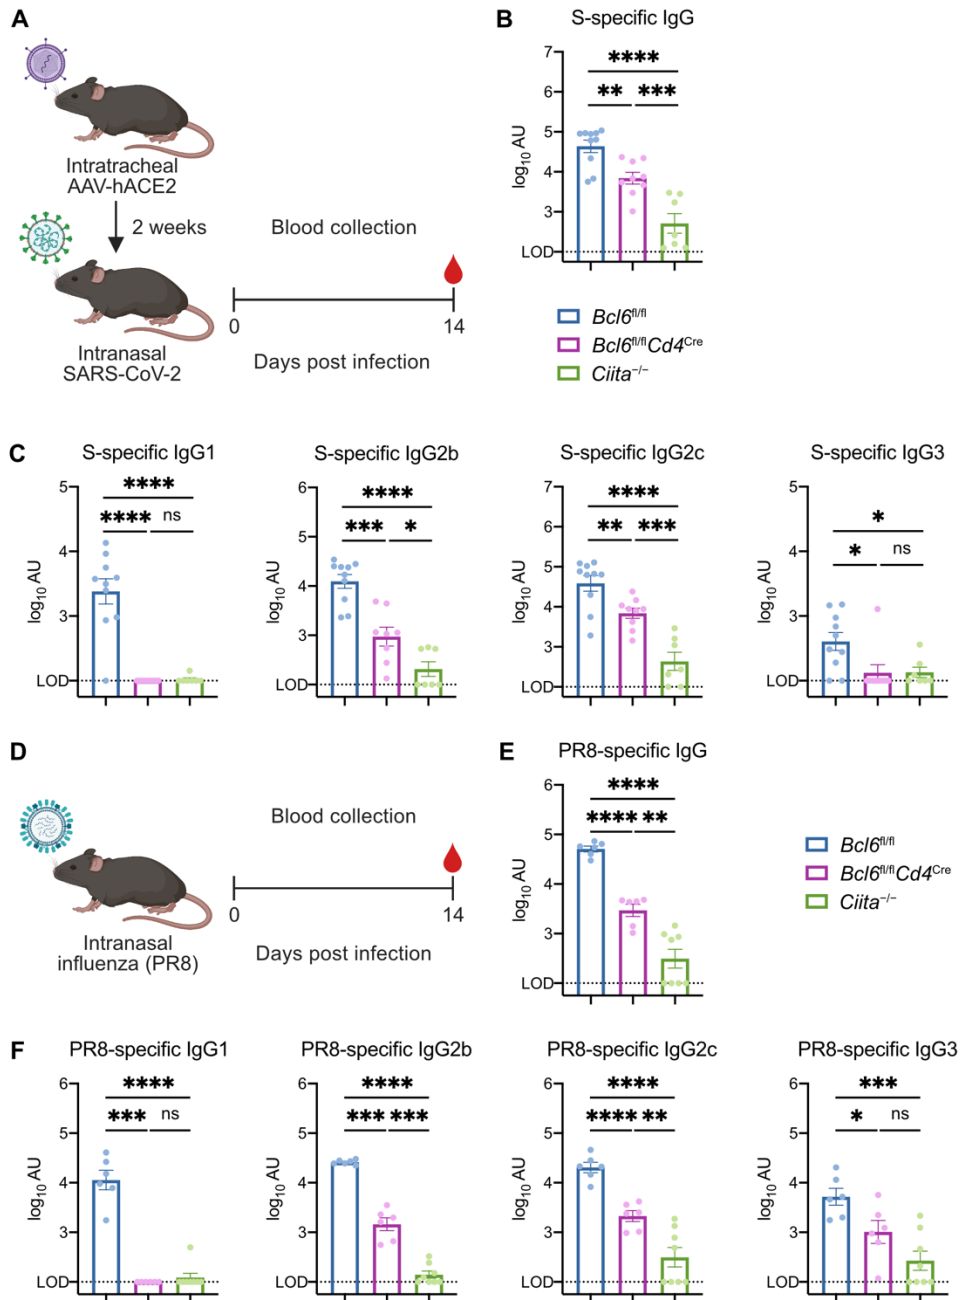 A
Intratracheal
AAV-hACE2
2 weeks
Intranasal
SARS-CoV-2
Blood collection
0
14
Days post infection
B
S-specific IgG
log10 AU
7
6
5
4
3
LOD
**** 
** ***
Bcl6fl/fl
Bcl6fl/flCd4Cre
Ciita−/−
C
S-specific IgG1
log10 AU
5
4
3
LOD
****
**** ns
S-specific IgG2b
log10 AU
6
5
4
3
LOD
****
*** *
S-specific IgG2c
log10 AU
7
6
5
4
3
LOD
****
** ***
S-specific IgG3
log10 AU
5
4
3
LOD
*
* ns
D
Intranasal
influenza (PR8)
Blood collection
0
14
Days post infection
E
PR8-specific IgG
log10 AU
6
5
4
3
LOD
****
**** **
Bcl6fl/fl
Bcl6fl/flCd4Cre
Ciita−/−
F
PR8-specific IgG1
log10 AU
6
5
4
3
LOD
****
*** ns
PR8-specific IgG2b
log10 AU
6
5
4
3
LOD
****
*** ***
PR8-specific IgG2c
log10 AU
6
5
4
3
LOD
****
**** **
PR8-specific IgG3
log10 AU
6
5
4
3
LOD
***
* ns